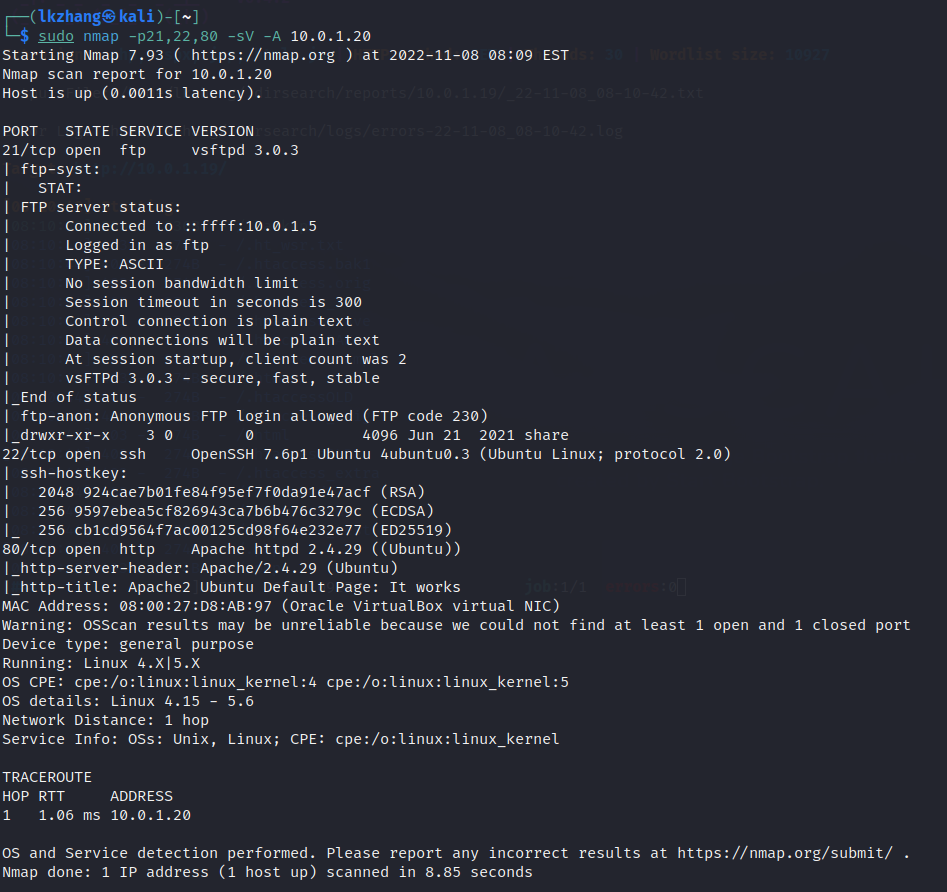 ┌──(lkzhang㉿kali)-[~]
└─$ sudo nmap -p21,22,80 -sV -A 10.0.1.20
Starting Nmap 7.93 ( https://nmap.org ) at 2022-11-08 08:09 EST
Nmap scan report for 10.0.1.20
Host is up (0.0011s latency).

PORT   STATE SERVICE VERSION
21/tcp open  ftp     vsftpd 3.0.3
| ftp-syst:
|   STAT:
| FTP server status:
|      Connected to ::ffff:10.0.1.5
|      Logged in as ftp
|      TYPE: ASCII
|      No session bandwidth limit
|      Session timeout in seconds is 300
|      Control connection is plain text
|      Data connections will be plain text
|      At session startup, client count was 2
|      vsFTPd 3.0.3 - secure, fast, stable
|_End of status
| ftp-anon: Anonymous FTP login allowed (FTP code 230)
|_drwxr-xr-x    3 0        0            4096 Jun 21  2021 share
22/tcp open  ssh     OpenSSH 7.6p1 Ubuntu 4ubuntu0.3 (Ubuntu Linux; protocol 2.0)
| ssh-hostkey:
|   2048 924cae7b01fe84f95ef7f0da91e47acf (RSA)
|   256 9597ebea5cf826943ca7b6b476c3279c (ECDSA)
|_  256 cb1cd9564f7ac00125cd98f64e232e77 (ED25519)
80/tcp open  http    Apache httpd 2.4.29 ((Ubuntu))
|_http-server-header: Apache/2.4.29 (Ubuntu)
|_http-title: Apache2 Ubuntu Default Page: It works
MAC Address: 08:00:27:D8:AB:97 (Oracle VirtualBox virtual NIC)
Warning: OSScan results may be unreliable because we could not find at least 1 open and 1 closed port
Device type: general purpose
Running: Linux 4.X|5.X
OS CPE: cpe:/o:linux:linux_kernel:4 cpe:/o:linux:linux_kernel:5
OS details: Linux 4.15 - 5.6
Network Distance: 1 hop
Service Info: OSs: Unix, Linux; CPE: cpe:/o:linux:linux_kernel

TRACEROUTE
HOP RTT     ADDRESS
1   1.06 ms 10.0.1.20

OS and Service detection performed. Please report any incorrect results at https://nmap.org/submit/ .
Nmap done: 1 IP address (1 host up) scanned in 8.85 seconds